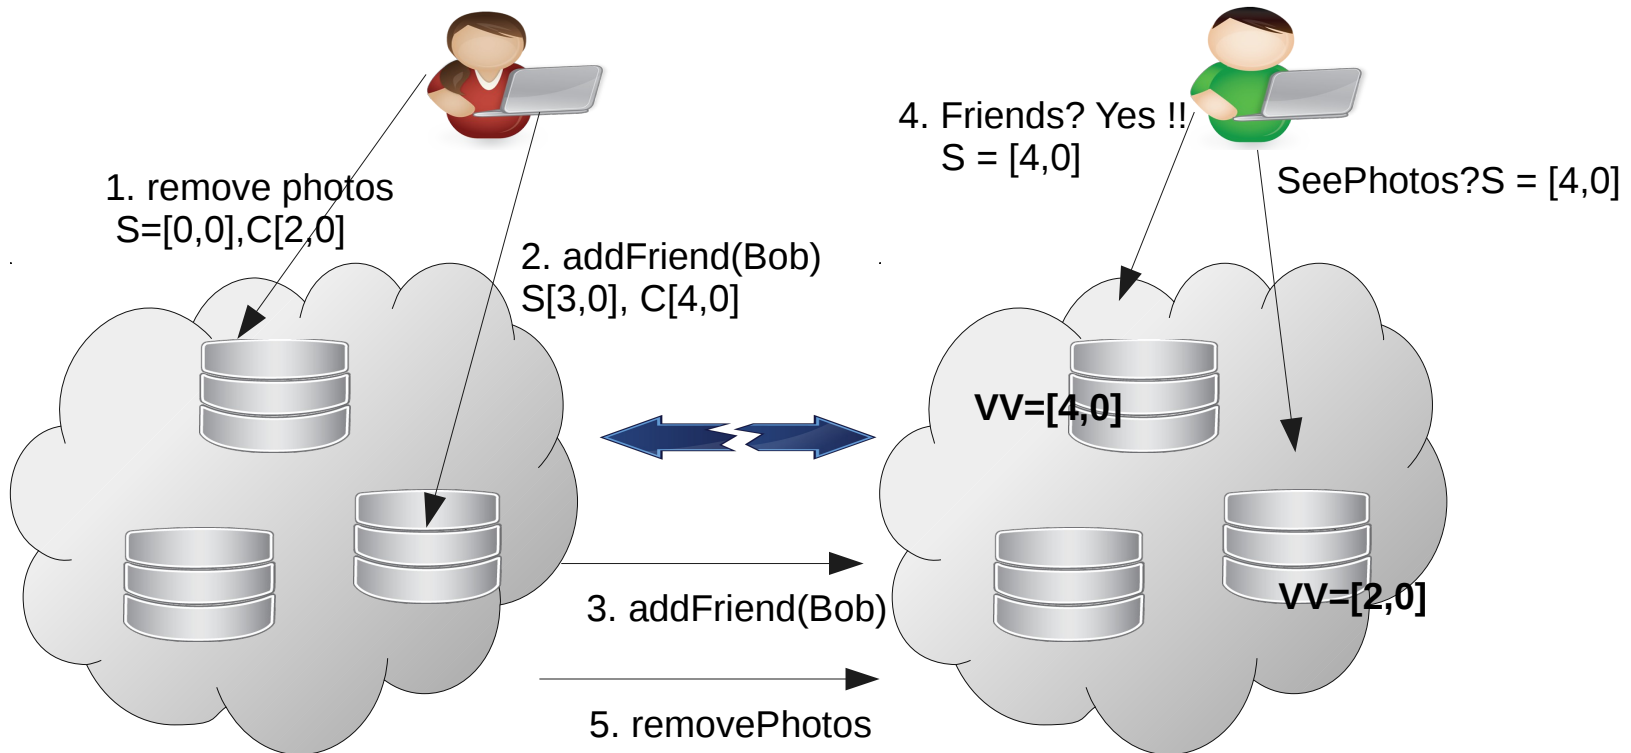 4. Friends? Yes !!
S = [4,0]
SeePhotos?S = [4,0]
1. remove photos
S=[0,0],C[2,0]
2. addFriend(Bob)
S[3,0], C[4,0]
VV=[4,0]
VV=[2,0]
3. addFriend(Bob)
5. removePhotos